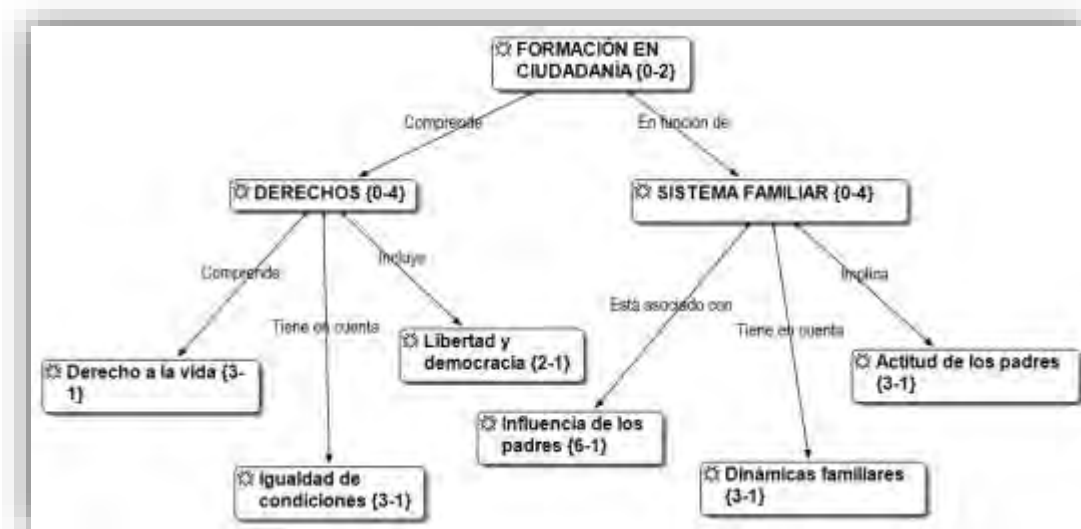 FORMACIÓN EN
CIUDADANÍA {0-2}
Comprende
En función de
DERECHOS {0-4}
SISTEMA FAMILIAR {0-4}
Comprende
Incluye
Implica
Tiene en cuenta
Está asociado con
Tiene en cuenta
Libertad y
democracia {2-1}
Derecho a la vida {3-
1}
Actitud de los padres
{3-1}
Influencia de los
padres {6-1}
Igualdad de
condiciones {3-1}
Dinámicas familiares
{3-1}